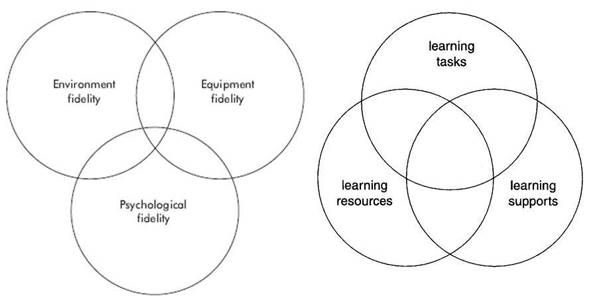 Environment
fidelity
Equipment
fidelity
Psychological
fidelity
learning
tasks
learning
resources
learning
supports